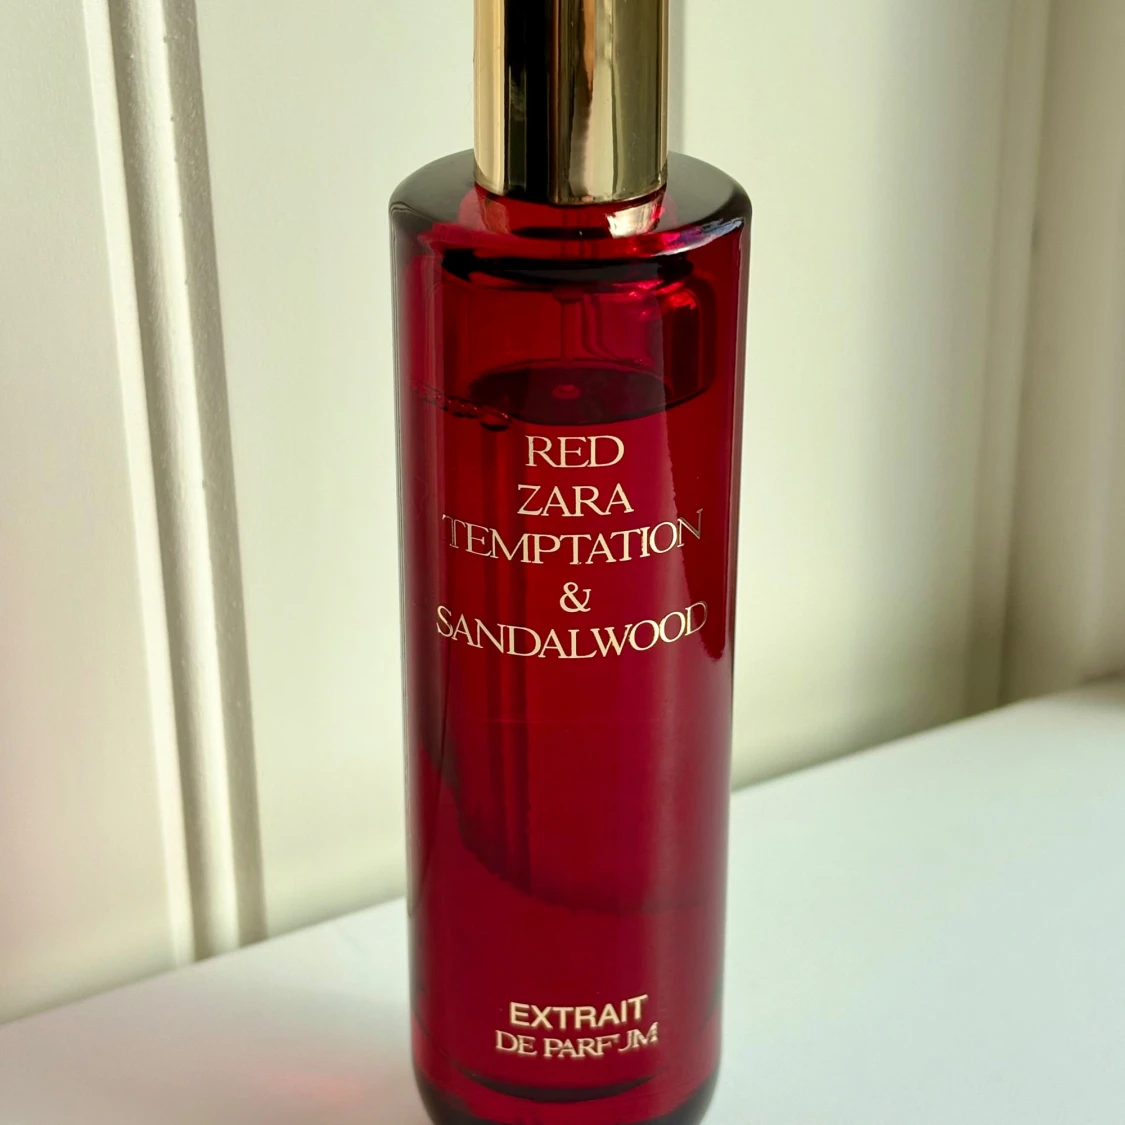 RED
ZARA
TEMPTATION
&
SANDALWOOD
EXTRAIT
DE PARFUM